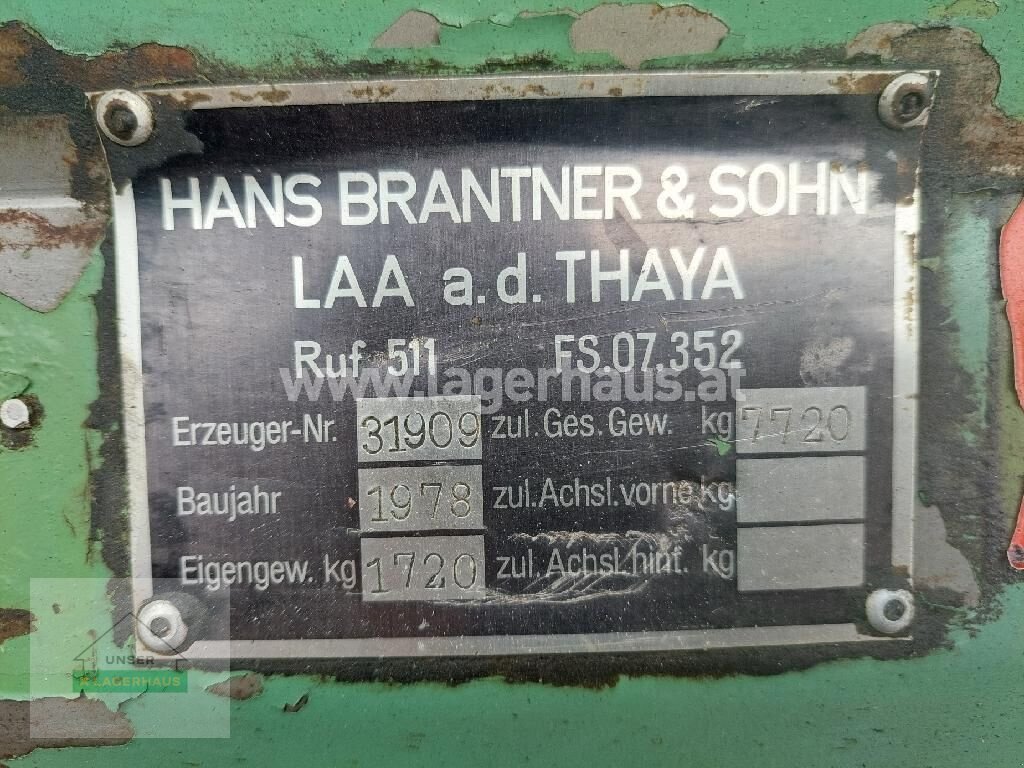 HANS BRANTNER & SOHN
LAA a.d. THAYA
Ruf 511 FS.07.352
www.lagerhaus.at
Erzeuger-Nr. 31909 zul.Ges.Gew. kg 7720
Baujahr 1978 zul.Achsl.vorne kg
Eigengew. kg 1720 zul.Achsl.hint. kg
UNSER
LAGERHAUS